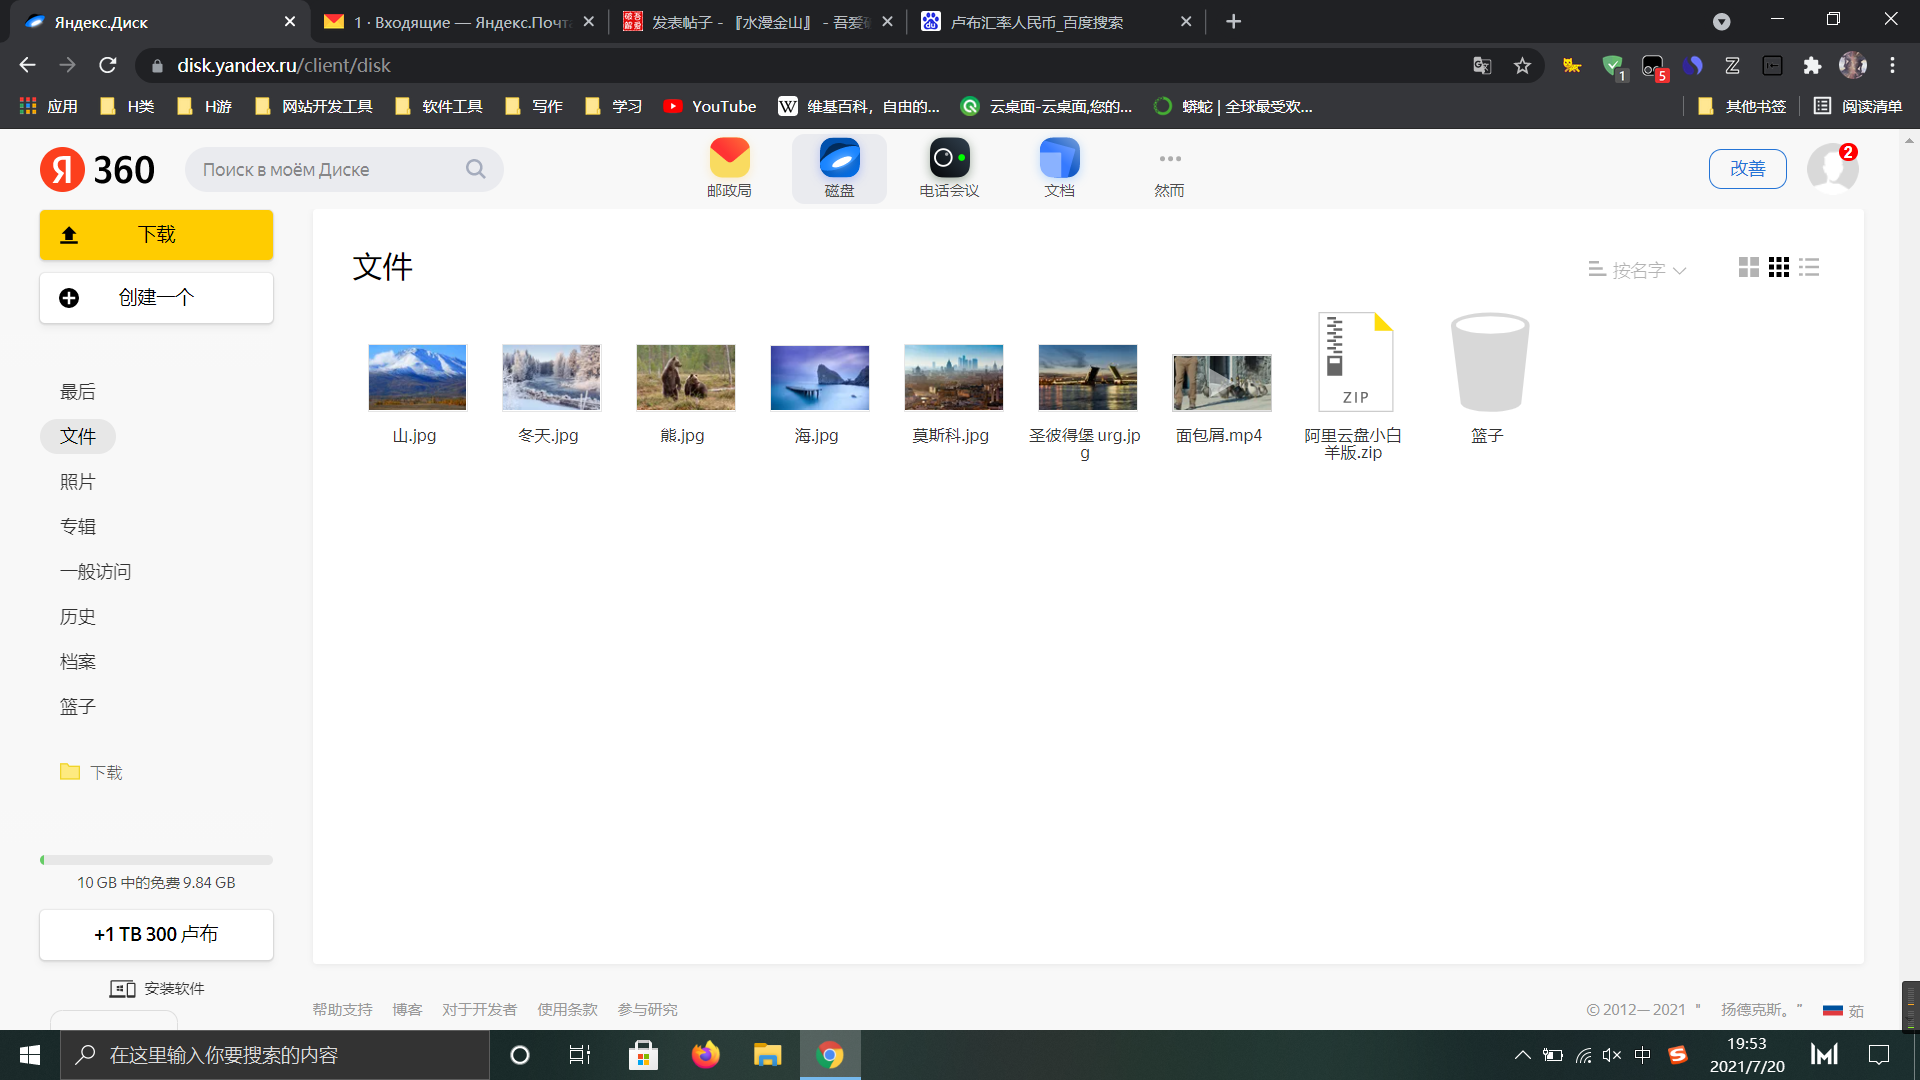 Яндекс.Диск
1 · Входящие — Яндекс.Почт
发表帖子 - 『水漫金山』 - 吾爱破
卢布汇率人民币_百度搜索
disk.yandex.ru/client/disk
1
5
应用
H类
H游
网站开发工具
软件工具
写作
学习
YouTube
维基百科，自由的...
云桌面-云桌面,您的...
蟒蛇 | 全球最受欢...
其他书签
阅读清单
Я 360
Поиск в моём Диске
邮政局
磁盘
电话会议
文档
然而
改善
2
下载
创建一个
最后
文件
照片
专辑
一般访问
历史
档案
篮子
下载
10 GB 中的免费 9.84 GB
+1 TB 300 卢布
安装软件
文件
按名字
山.jpg
冬天.jpg
熊.jpg
海.jpg
莫斯科.jpg
圣彼得堡 urg.jp
g
面包屑.mp4
ZIP
阿里云盘小白
羊版.zip
篮子
帮助支持
博客
对于开发者
使用条款
参与研究
© 2012— 2021 " 扬德克斯。"
茹
在这里输入你要搜索的内容
中
19:53
2021/7/20